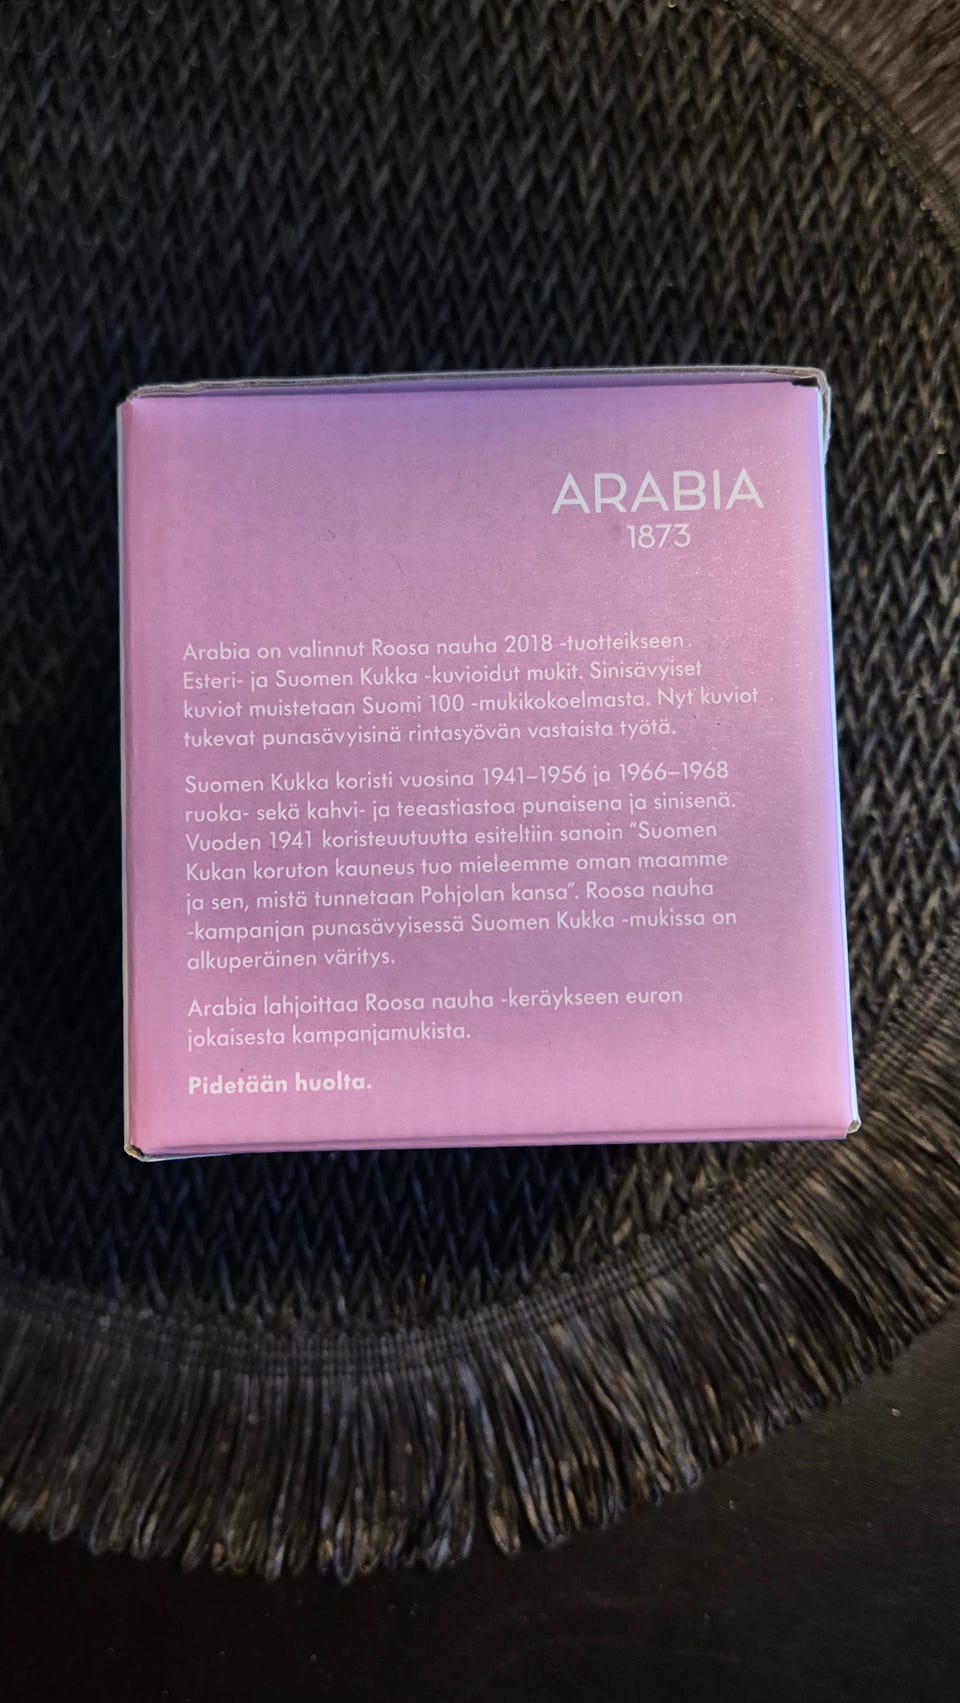 ARABIA
1873
Arabia on valinnut Roosa nauha 2018 -tuotteikseen
Esteri- ja Suomen Kukka -kuvioidut mukit. Sinisävyiset
kuviot muistetaan Suomi 100 -mukikokoelmasta. Nyt kuviot
tukevat punasävyisinä rintasyövän vastaista työtä.
Suomen Kukka koristi vuosina 1941–1956 ja 1966–1968
ruoka- sekä kahvi- ja teeastiastoa punaisena ja sinisenä.
Vuoden 1941 koristeuutuutta esiteltiin sanoin "Suomen
Kukan koruton kauneus tuo mieleemme oman maamme
ja sen, mistä tunnetaan Pohjolan kansa". Roosa nauha
-kampanjan punasävyisessä Suomen Kukka -mukissa on
alkuperäinen väritys.
Arabia lahjoittaa Roosa nauha -keräykseen euron
jokaisesta kampanjamukista.
Pidetään huolta.